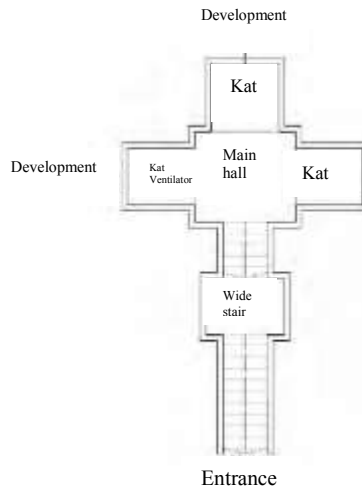 Development
Kat
Development
Kat
Ventilator
Main
hall
Kat
Wide
stair
Entrance